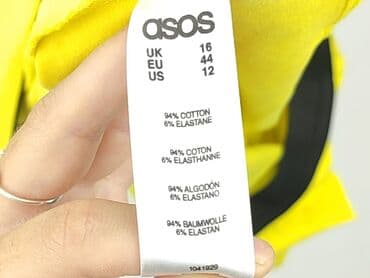 asos
UK 16
EU 44
US 12
94% COTTON
6% ELASTANE
94% COTON
6% ELASTHANNE
94% ALGODÓN
6% ELASTANO
94% BAUMWOLLE
6% ELASTAN
1041929